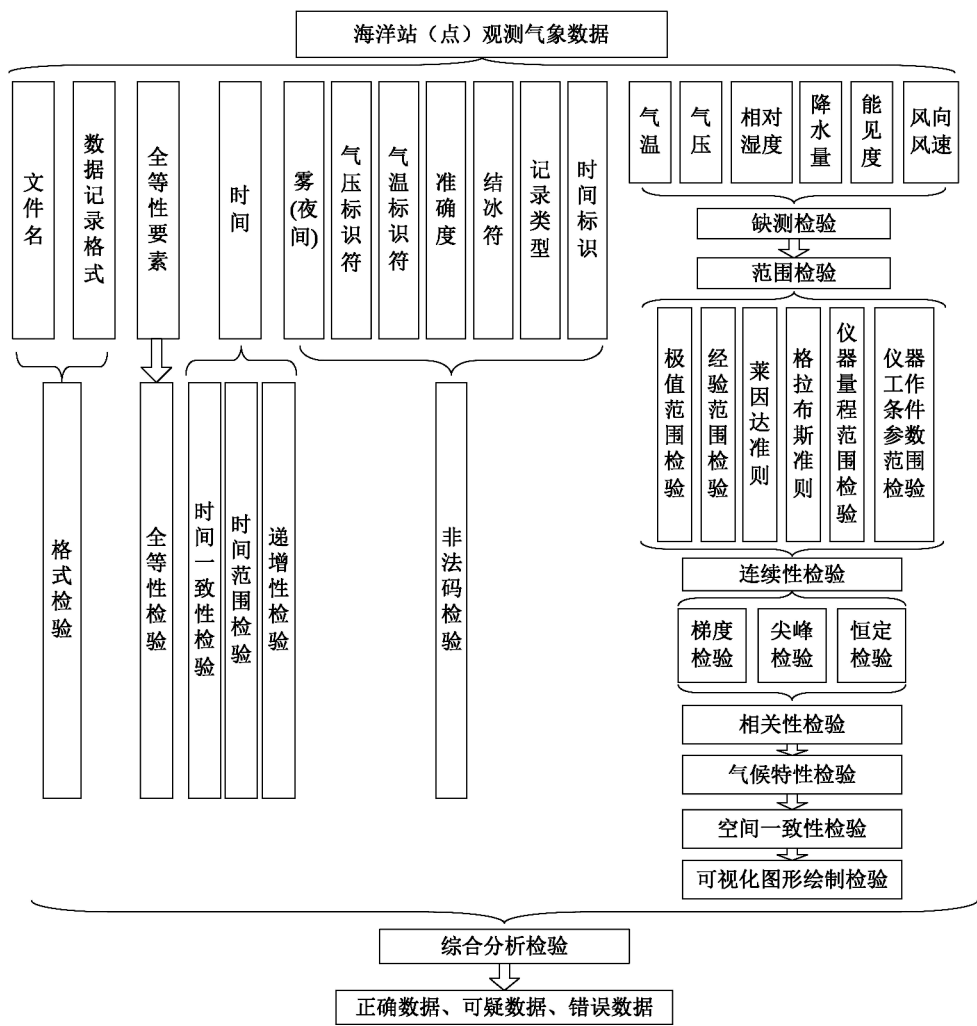 海洋站（点）观测气象数据
文件名
数据记录格式
全等性要素
时间
雾(夜间)
气压标识符
气温标识符
准确度
结冰符
记录类型
时间标识
气温
气压
相对
湿度
降水量
能见度
风向
风速
缺测检验
范围检验
极值范围检验
经验范围检验
莱因达准则
格拉布斯准则
仪器量程范围检验
仪器
工作
条件
参数
范围
检验
连续性检验
梯度
检验
尖峰
检验
恒定
检验
相关性检验
气候特性检验
空间一致性检验
可视化图形绘制检验
格式检验
全等性检验
时间一致性检验
时间范围检验
递增性检验
非法码检验
综合分析检验
正确数据、可疑数据、错误数据